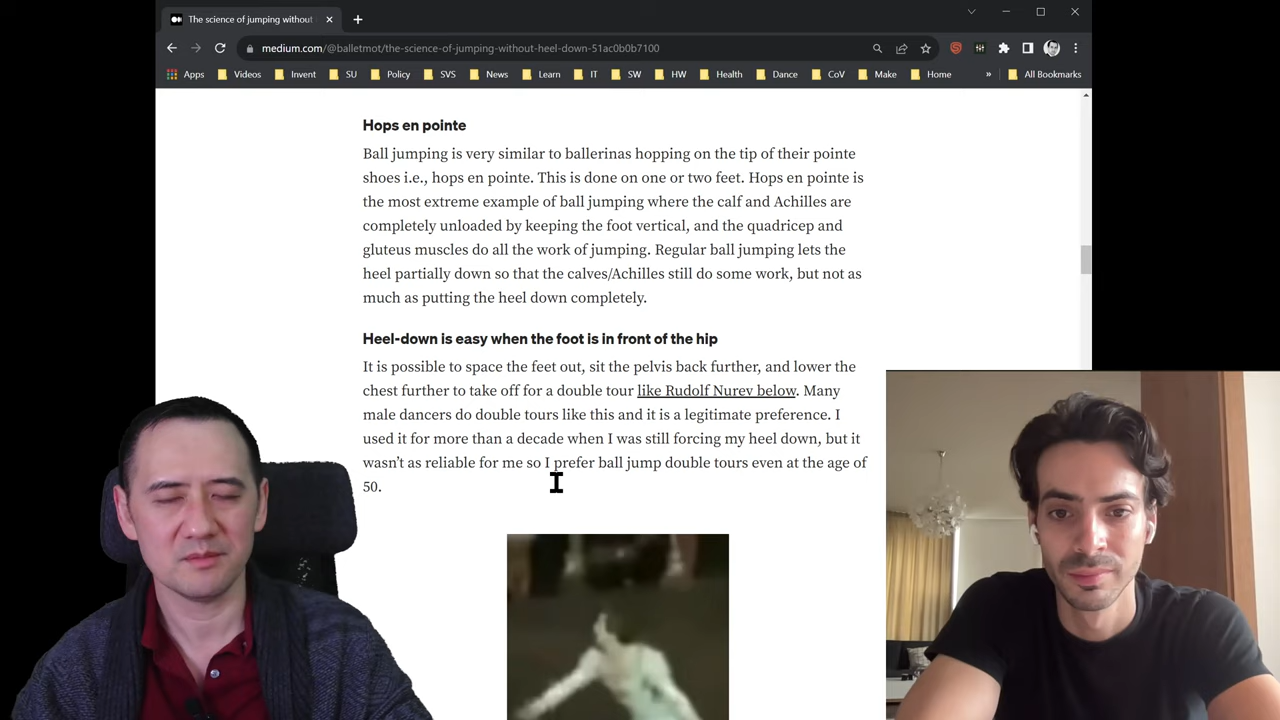 The science of jumping without
medium.com/@balletmot/the-science-of-jumping-without-heel-down-51ac0b0b7100
Apps Videos Invent SU Policy SVS News Learn IT SW HW Health Dance CoV Make Home » All Bookmarks
Hops en pointe
Ball jumping is very similar to ballerinas hopping on the tip of their pointe
shoes i.e., hops en pointe. This is done on one or two feet. Hops en pointe is
the most extreme example of ball jumping where the calf and Achilles are
completely unloaded by keeping the foot vertical, and the quadricep and
gluteus muscles do all the work of jumping. Regular ball jumping lets the
heel partially down so that the calves/Achilles still do some work, but not as
much as putting the heel down completely.
Heel-down is easy when the foot is in front of the hip
It is possible to space the feet out, sit the pelvis back further, and lower the
chest further to take off for a double tour like Rudolf Nurev below. Many
male dancers do double tours like this and it is a legitimate preference. I
used it for more than a decade when I was still forcing my heel down, but it
wasn't as reliable for me so I prefer ball jump double tours even at the age of
50.